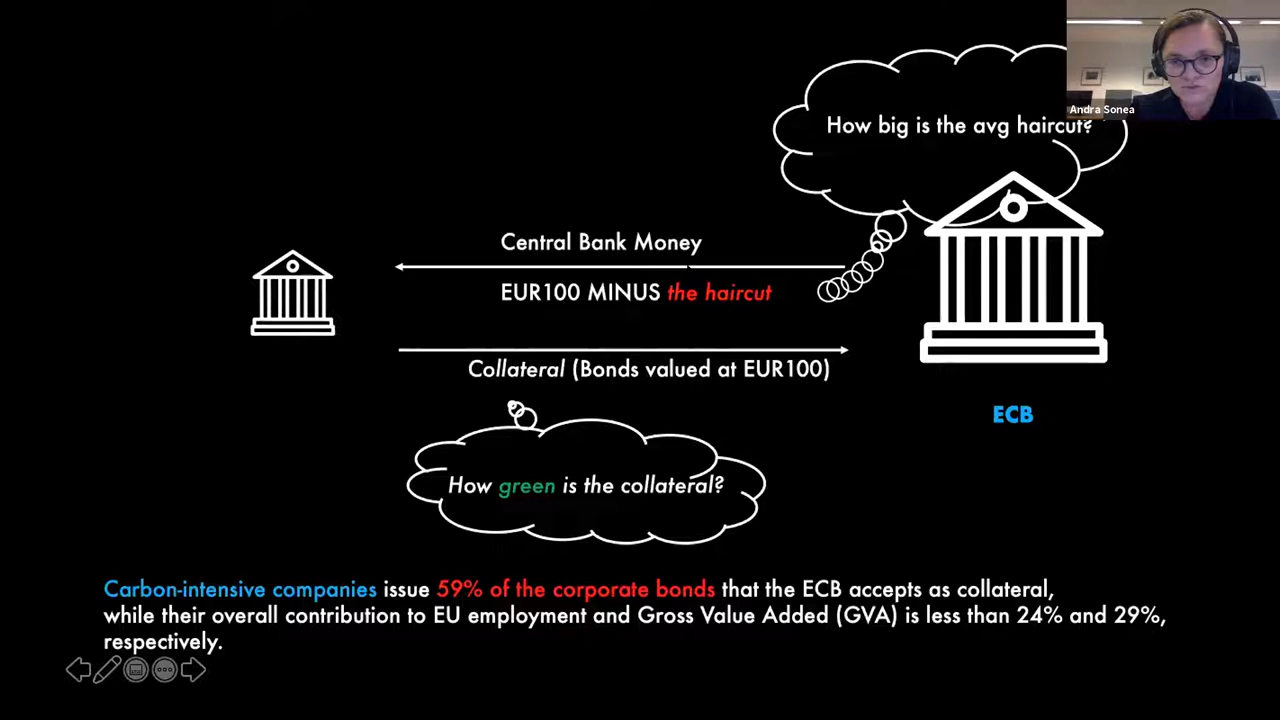 Andra Sonea
How big is the avg haircut?
Central Bank Money
EUR100 MINUS the haircut
Collateral (Bonds valued at EUR100)
ECB
How green is the collateral?
Carbon-intensive companies issue 59% of the corporate bonds that the ECB accepts as collateral,
while their overall contribution to EU employment and Gross Value Added (GVA) is less than 24% and 29%,
respectively.